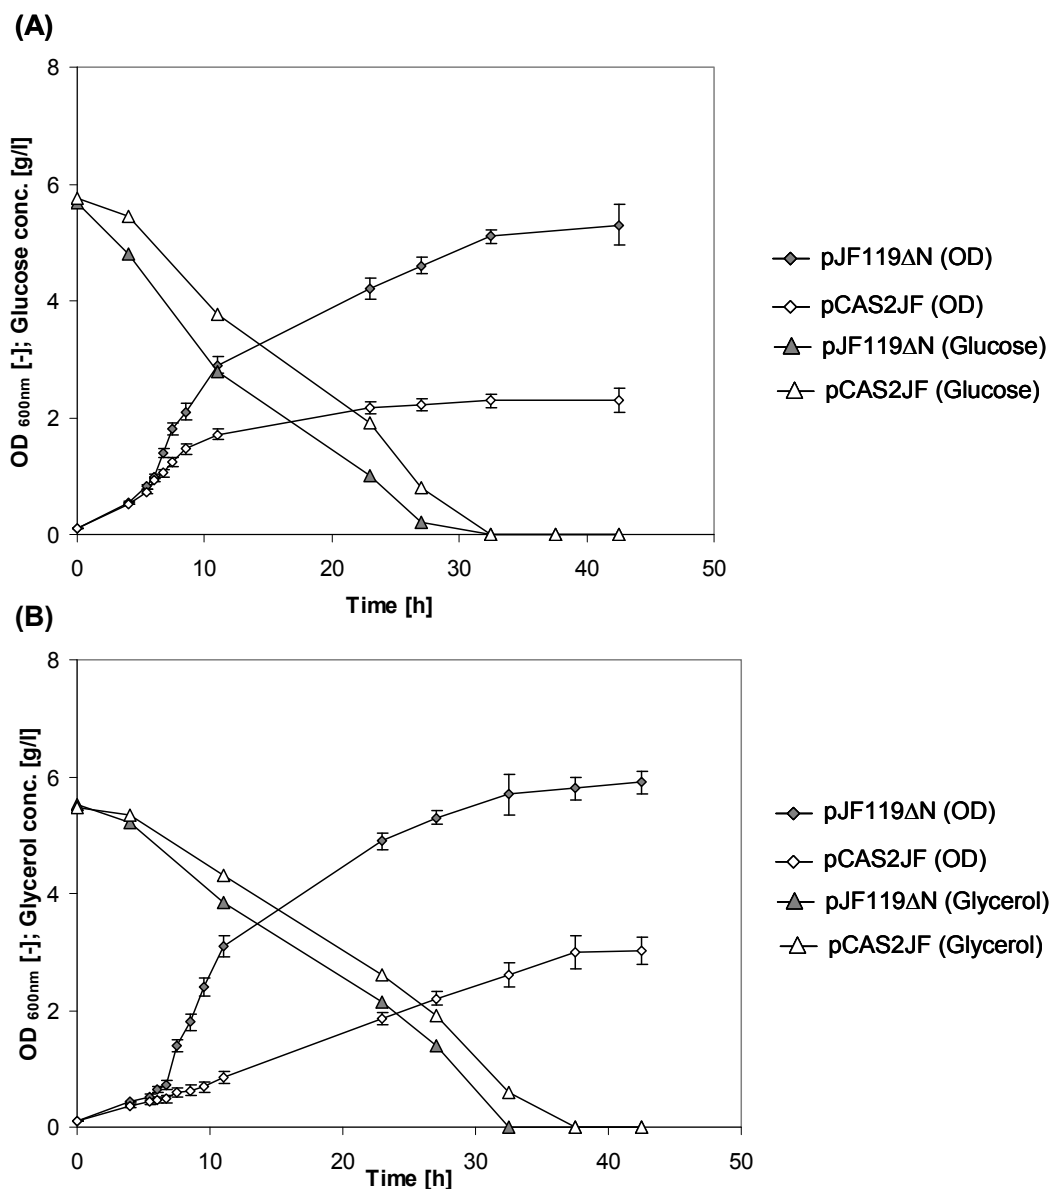 (A)
8
6
4
2
0
OD 600nm [-]; Glucose conc. [g/l]
0 10 20 30 40 50
Time [h]
pJF119ΔN (OD)
pCAS2JF (OD)
pJF119ΔN (Glucose)
pCAS2JF (Glucose)
(B)
8
6
4
2
0
OD 600nm [-]; Glycerol conc. [g/l]
0 10 20 30 40 50
Time [h]
pJF119ΔN (OD)
pCAS2JF (OD)
pJF119ΔN (Glycerol)
pCAS2JF (Glycerol)